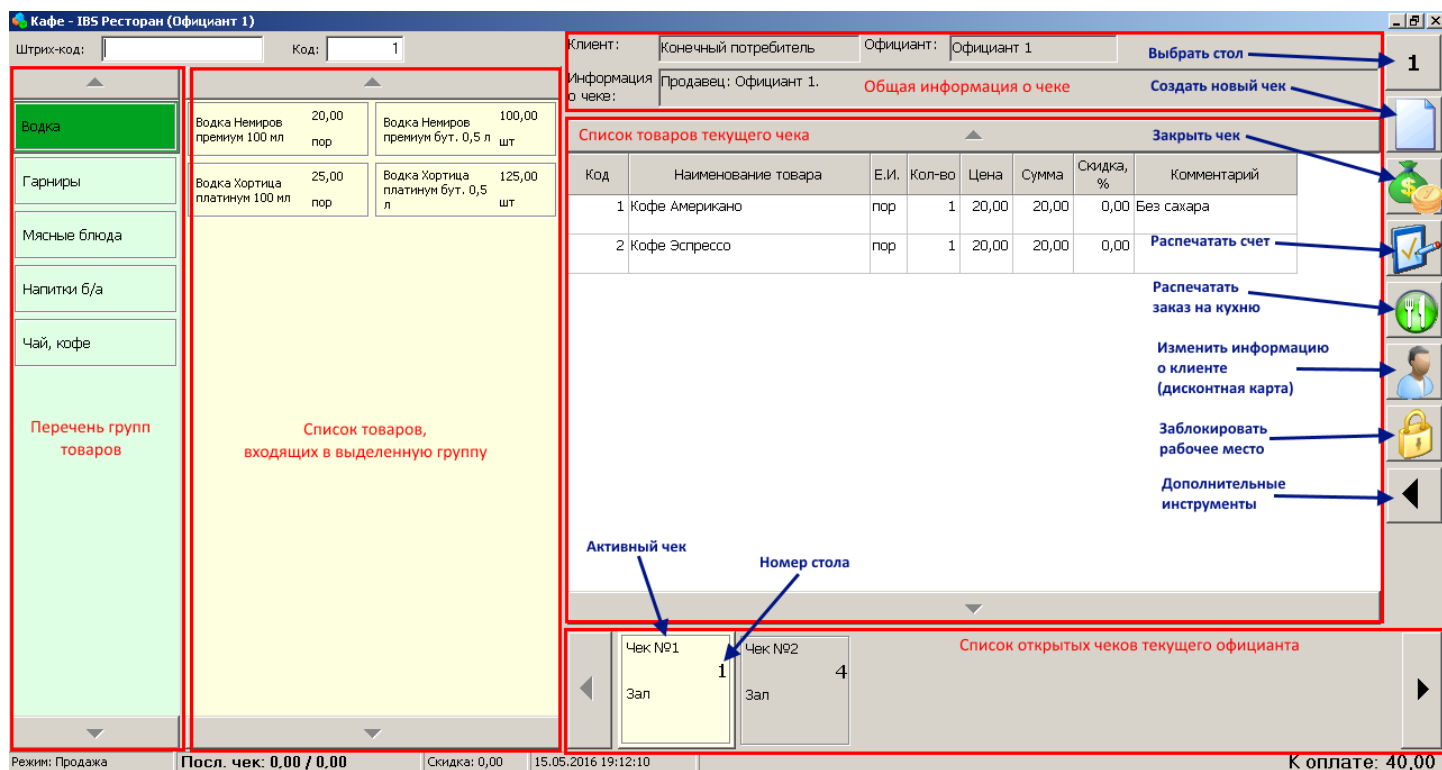 Кафе - IBS Ресторан (Официант 1)
Штрих-код:
Код: 1
Клиент: Конечный потребитель
Официант: Официант 1
Информация о чеке: Продавец: Официант 1.
Общая информация о чеке
Выбрать стол
1
Создать новый чек
Водка
Гарниры
Мясные блюда
Напитки б/а
Чай, кофе
Перечень групп
товаров
Водка Немиров 20,00
премиум 100 мл пор
Водка Немиров 100,00
премиум бут. 0,5 л шт
Водка Хортица 25,00
платинум 100 мл пор
Водка Хортица 125,00
платинум бут. 0,5
л шт
Список товаров,
входящих в выделенную группу
Список товаров текущего чека
Закрыть чек
Код Наименование товара Е.И. Кол-во Цена Сумма Скидка, % Комментарий
1 Кофе Американо пор 1 20,00 20,00 0,00 Без сахара
2 Кофе Эспрессо пор 1 20,00 20,00 0,00
Распечатать счет
Распечатать
заказ на кухню
Изменить информацию
о клиенте
(дисконтная карта)
Заблокировать
рабочее место
Дополнительные
инструменты
Активный чек
Номер стола
Чек №1
1
Зал
Чек №2
4
Зал
Список открытых чеков текущего официанта
Режим: Продажа
Посл. чек: 0,00 / 0,00
Скидка: 0,00
15.05.2016 19:12:10
К оплате: 40,00